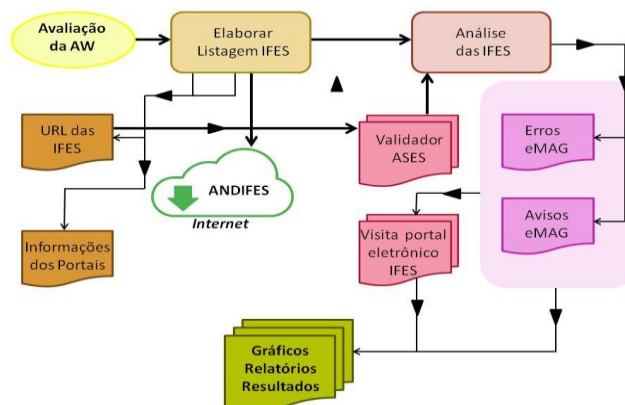 Avaliação
da AW
Elaborar
Listagem IFES
Análise
das IFES
URL das
IFES
Validador
ASES
Erros
eMAG
ANDIFES
Internet
Avisos
eMAG
Informações
dos Portais
Visita portal
eletrônico
IFES
Gráficos
Relatórios
Resultados